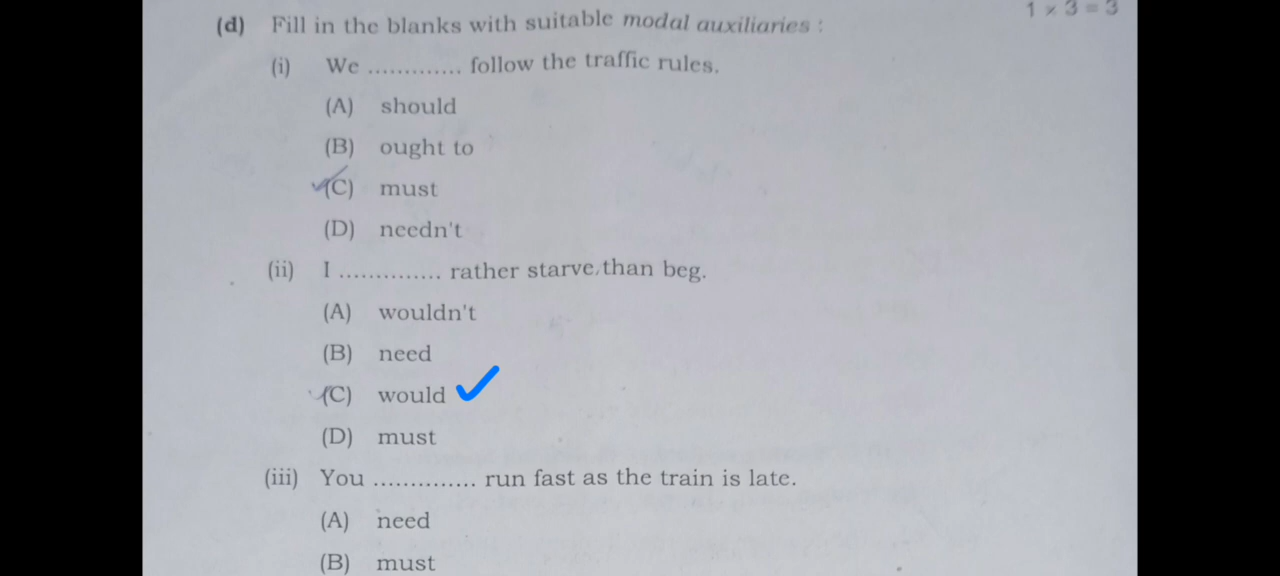 1 × 3 = 3
(d) Fill in the blanks with suitable modal auxiliaries :
(i) We ............. follow the traffic rules.
(A) should
(B) ought to
(C) must
(D) needn't
(ii) I .............. rather starve than beg.
(A) wouldn't
(B) need
(C) would
(D) must
(iii) You .............. run fast as the train is late.
(A) need
(B) must